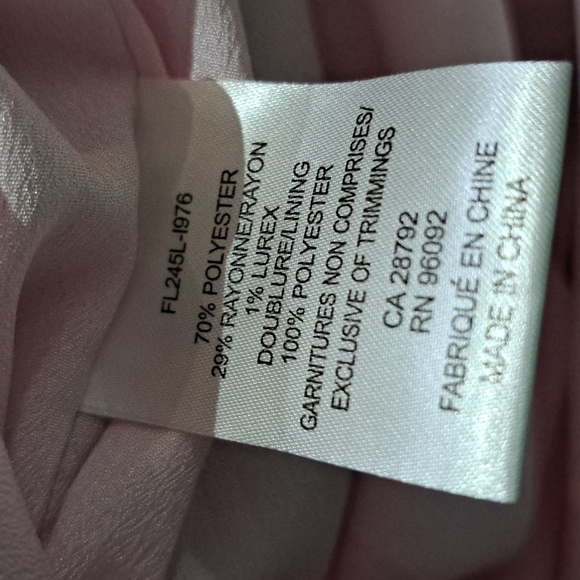 FL245L-I976
70% POLYESTER
29% RAYONNE/RAYON
1% LUREX
DOUBLURE/LINING
100% POLYESTER
GARNITURES NON COMPRISES/
EXCLUSIVE OF TRIMMINGS
CA 28792
RN 96092
FABRIQUÉ EN CHINE
MADE IN CHINA